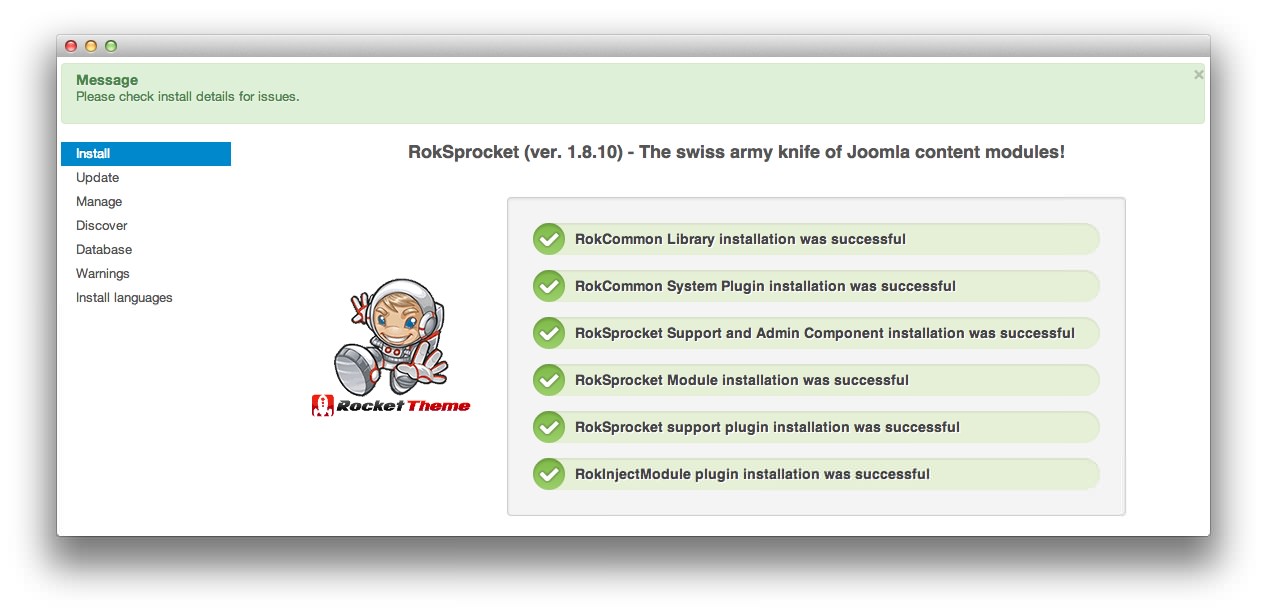 Message
Please check install details for issues.
×
Install
Update
Manage
Discover
Database
Warnings
Install languages
RokSprocket (ver. 1.8.10) - The swiss army knife of Joomla content modules!
RocketTheme
RokCommon Library installation was successful
RokCommon System Plugin installation was successful
RokSprocket Support and Admin Component installation was successful
RokSprocket Module installation was successful
RokSprocket support plugin installation was successful
RokInjectModule plugin installation was successful